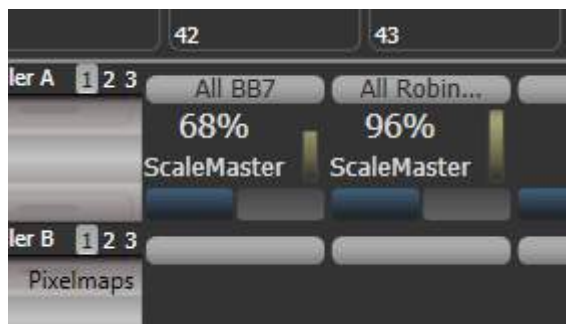 42 43
ler A 1 2 3
All BB7 All Robin...
68% 96%
ScaleMaster ScaleMaster
ler B 1 2 3
Pixelmaps